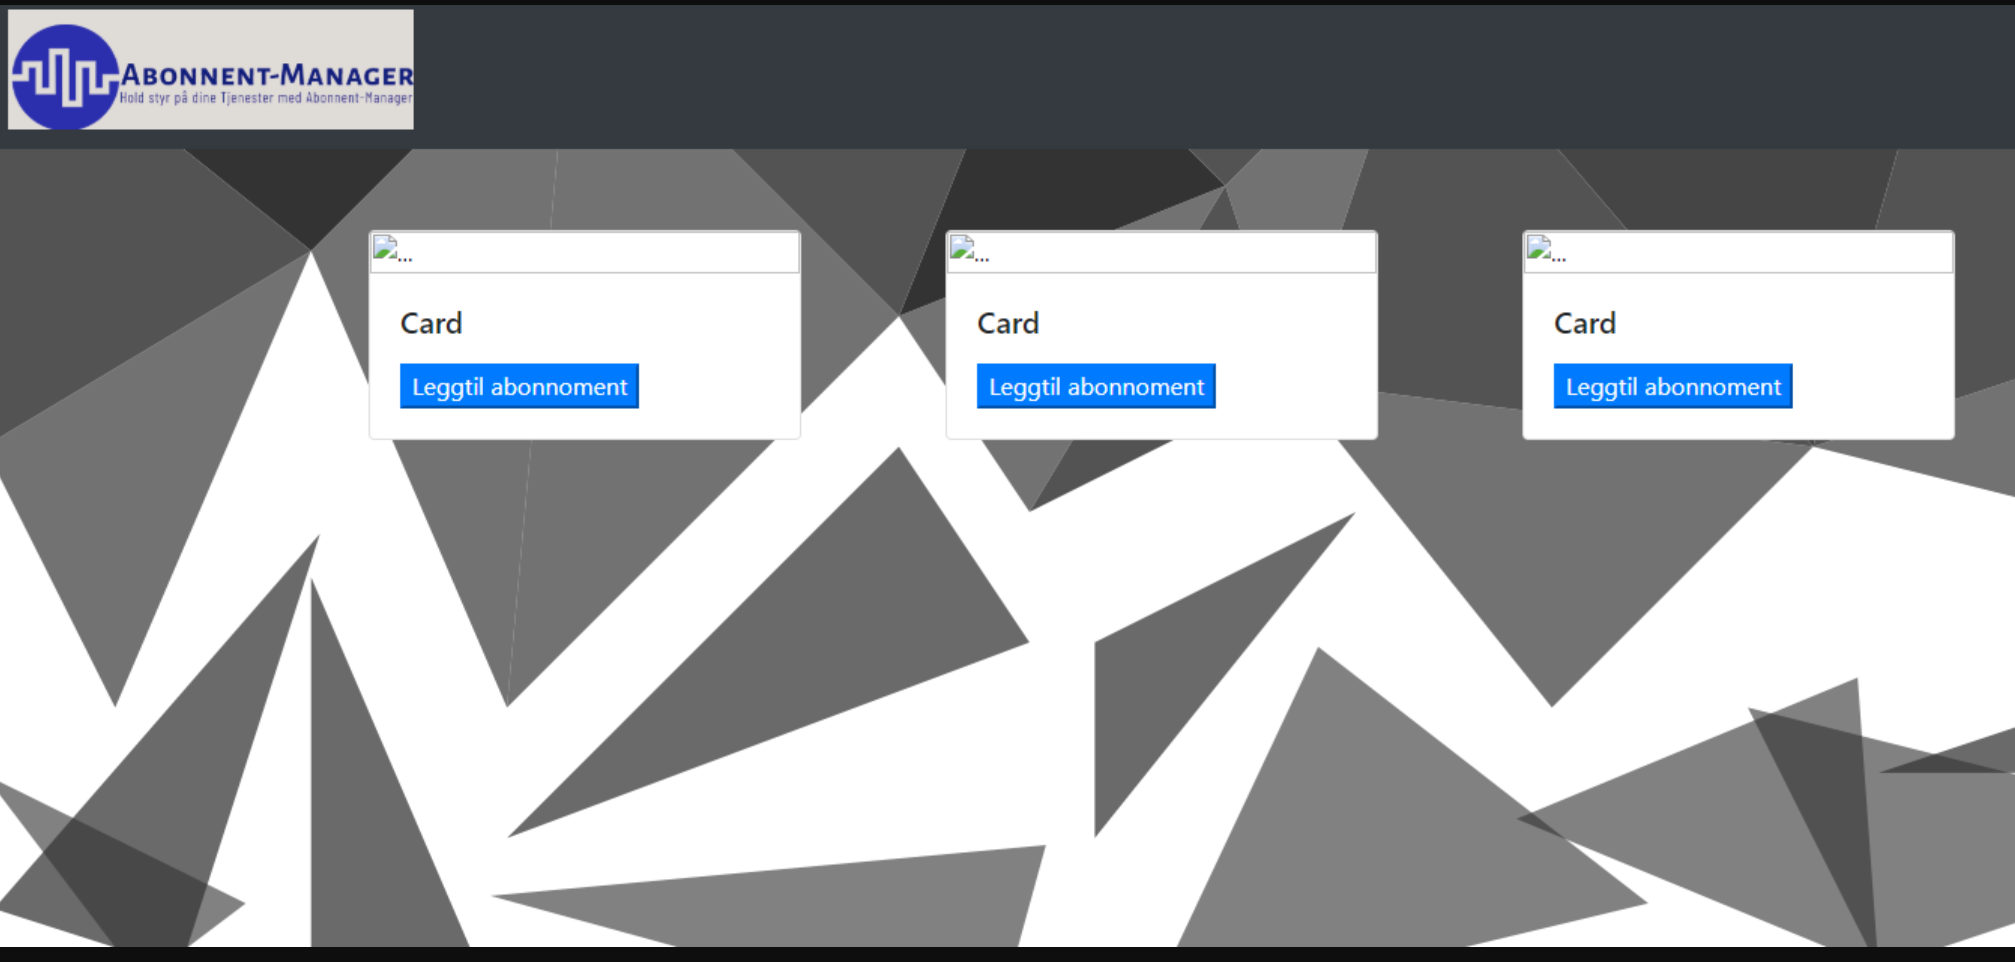 ABONNENT-MANAGER
Hold styr på dine Tjenester med Abonnent-Manager
... ... ...
Card Card Card
Leggtil abonnoment Leggtil abonnoment Leggtil abonnoment